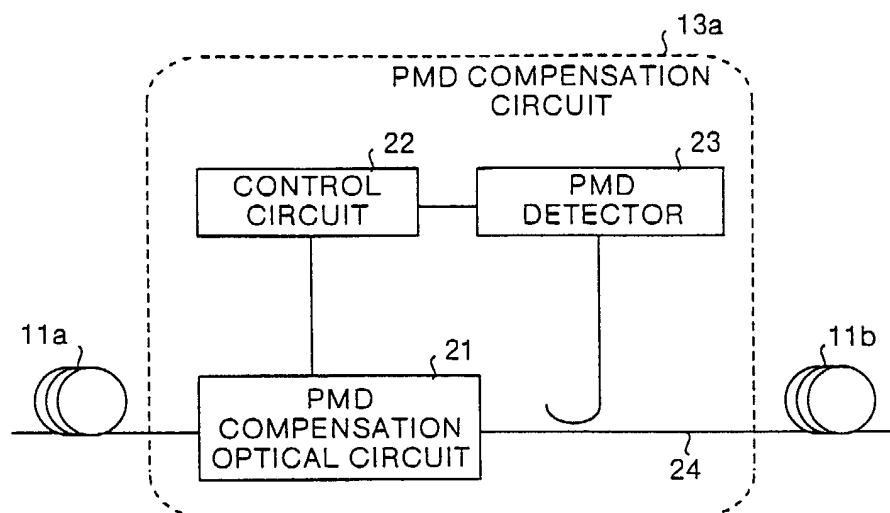 13a
PMD COMPENSATION
CIRCUIT
22
23
CONTROL
CIRCUIT
PMD
DETECTOR
11a
21
11b
PMD
COMPENSATION
OPTICAL CIRCUIT
24